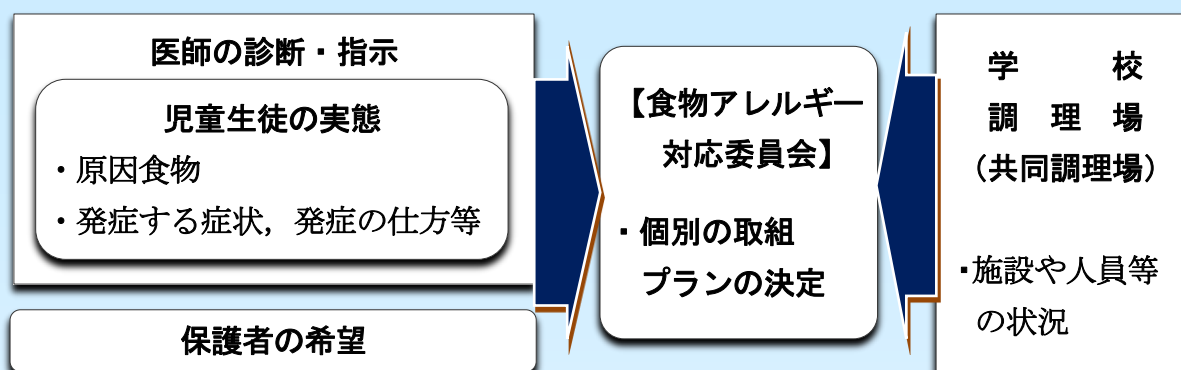 医師の診断・指示
児童生徒の実態
・原因食物
・発症する症状，発症の仕方等
保護者の希望
【食物アレルギー
対応委員会】
・個別の取組
プランの決定
学校
調理場
（共同調理場）
・施設や人員等
の状況